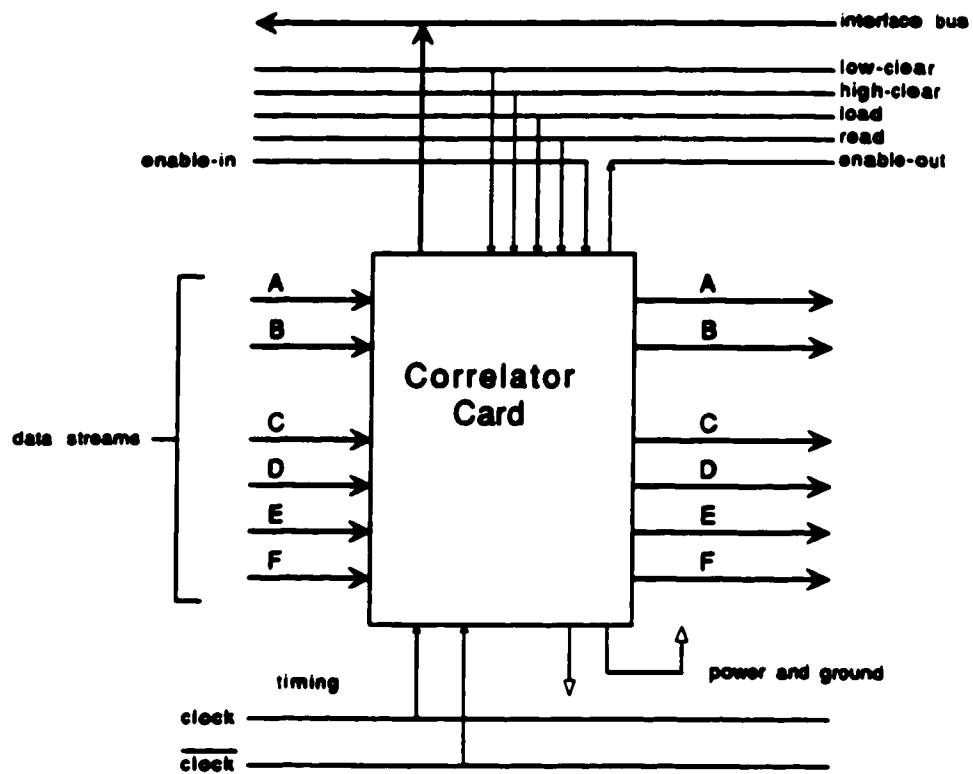 interface bus
low-clear
high-clear
load
read
enable-in
enable-out
A
A
B
B
Correlator
Card
C
C
data streams
D
D
E
E
F
F
timing
power and ground
clock
clock